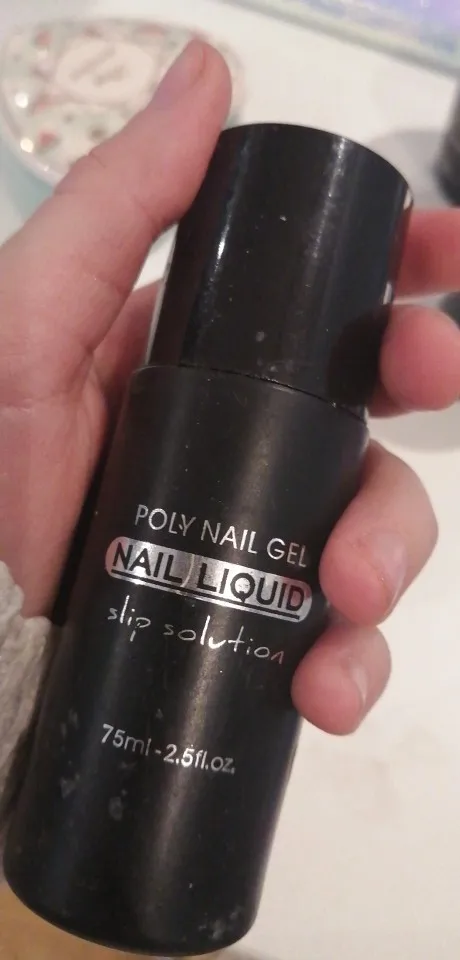 POLY NAIL GEL
NAIL LIQUID
slip solution
75ml-2.5fl.oz.